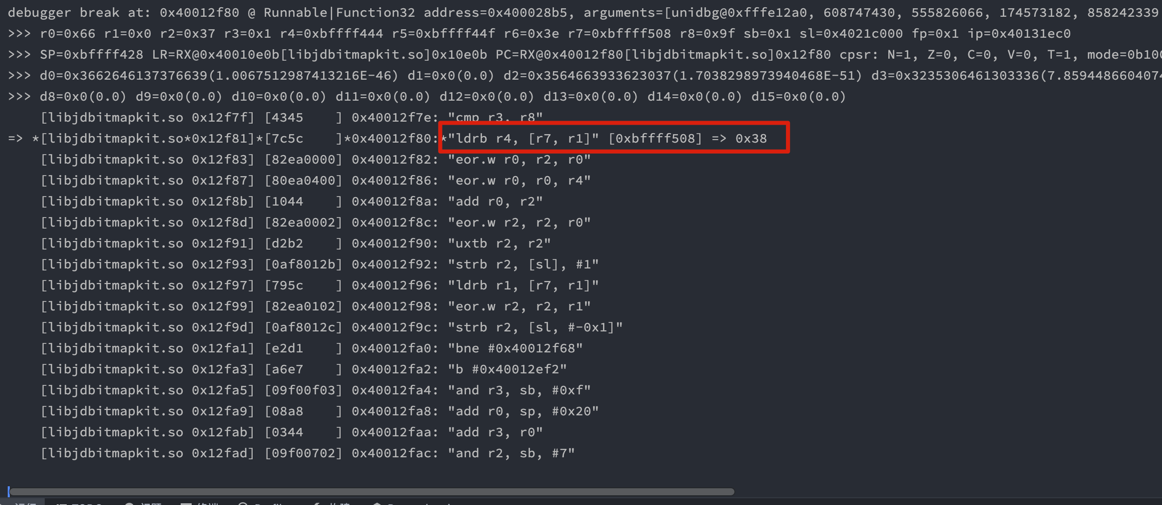 debugger break at: 0x40012f80 @ Runnable|Function32 address=0x400028b5, arguments=[unidbg@0xfffe12a0, 608747430, 555826066, 174573182, 858242339
>>> r0=0x66 r1=0x0 r2=0x37 r3=0x1 r4=0xbffff444 r5=0xbffff44f r6=0x3e r7=0xbffff508 r8=0x9f sb=0x1 sl=0x4021c000 fp=0x1 ip=0x40131ec0
>>> SP=0xbffff428 LR=RX@0x40010e0b[libjdbitmapkit.so]0x10e0b PC=RX@0x40012f80[libjdbitmapkit.so]0x12f80 cpsr: N=1, Z=0, C=0, V=0, T=1, mode=0b100
>>> d0=0x3662646137376639(1.0067512987413216E-46) d1=0x0(0.0) d2=0x3564663933623037(1.7038298973940468E-51) d3=0x3235306461303336(7.859448660407
>>> d8=0x0(0.0) d9=0x0(0.0) d10=0x0(0.0) d11=0x0(0.0) d12=0x0(0.0) d13=0x0(0.0) d14=0x0(0.0) d15=0x0(0.0)
[libjdbitmapkit.so 0x12f7f] [4345 ] 0x40012f7e: "cmp r3, r8"
=> *[libjdbitmapkit.so*0x12f81]*[7c5c ]*0x40012f80:*"ldrb r4, [r7, r1]" [0xbffff508] => 0x38
[libjdbitmapkit.so 0x12f83] [82ea0000] 0x40012f82: "eor.w r0, r2, r0"
[libjdbitmapkit.so 0x12f87] [80ea0400] 0x40012f86: "eor.w r0, r0, r4"
[libjdbitmapkit.so 0x12f8b] [1044 ] 0x40012f8a: "add r0, r2"
[libjdbitmapkit.so 0x12f8d] [82ea0002] 0x40012f8c: "eor.w r2, r2, r0"
[libjdbitmapkit.so 0x12f91] [d2b2 ] 0x40012f90: "uxtb r2, r2"
[libjdbitmapkit.so 0x12f93] [0af8012b] 0x40012f92: "strb r2, [sl], #1"
[libjdbitmapkit.so 0x12f97] [795c ] 0x40012f96: "ldrb r1, [r7, r1]"
[libjdbitmapkit.so 0x12f99] [82ea0102] 0x40012f98: "eor.w r2, r2, r1"
[libjdbitmapkit.so 0x12f9d] [0af8012c] 0x40012f9c: "strb r2, [sl, #-0x1]"
[libjdbitmapkit.so 0x12fa1] [e2d1 ] 0x40012fa0: "bne #0x40012f68"
[libjdbitmapkit.so 0x12fa3] [a6e7 ] 0x40012fa2: "b #0x40012ef2"
[libjdbitmapkit.so 0x12fa5] [09f00f03] 0x40012fa4: "and r3, sb, #0xf"
[libjdbitmapkit.so 0x12fa9] [08a8 ] 0x40012fa8: "add r0, sp, #0x20"
[libjdbitmapkit.so 0x12fab] [0344 ] 0x40012faa: "add r3, r0"
[libjdbitmapkit.so 0x12fad] [09f00702] 0x40012fac: "and r2, sb, #7"